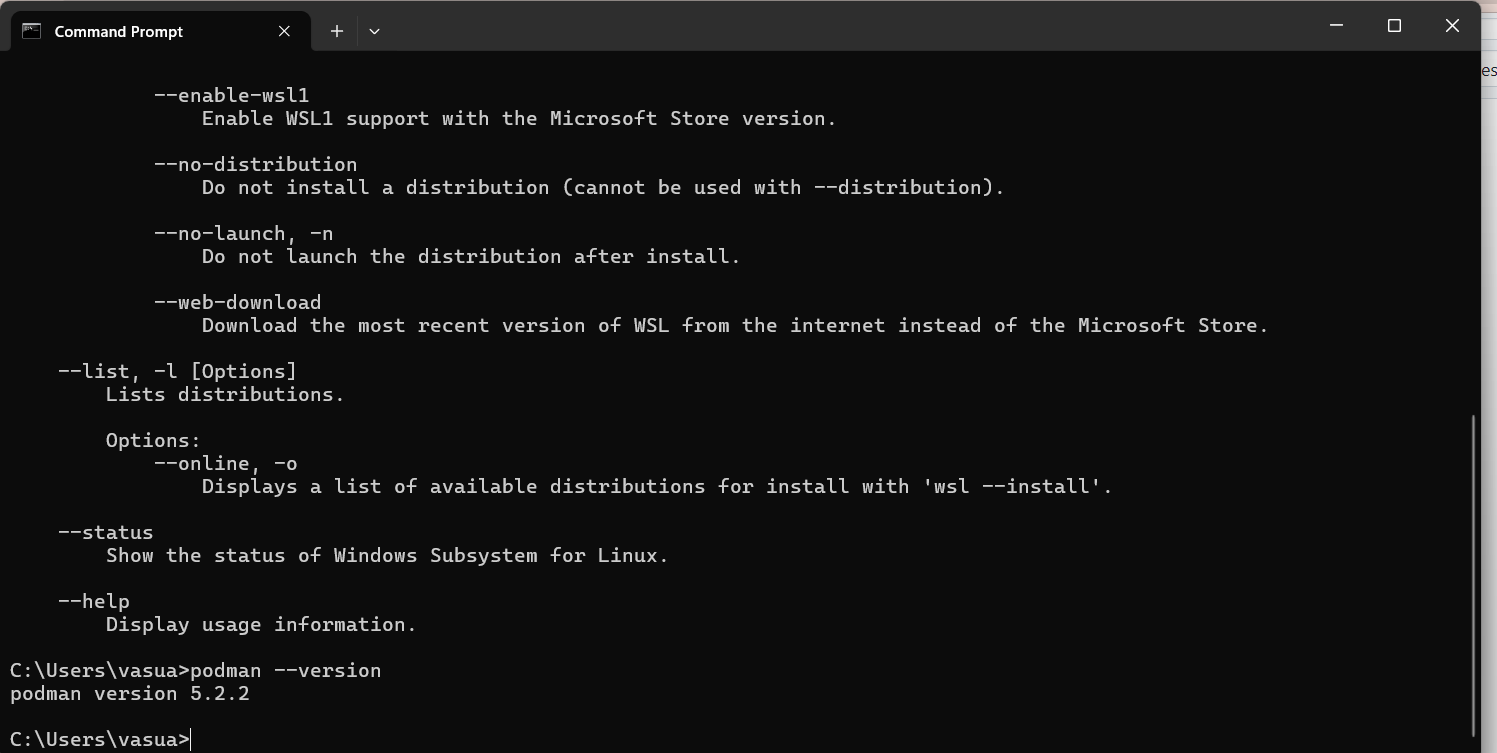 Command Prompt
es
--enable-wsl1
Enable WSL1 support with the Microsoft Store version.
--no-distribution
Do not install a distribution (cannot be used with --distribution).
--no-launch, -n
Do not launch the distribution after install.
--web-download
Download the most recent version of WSL from the internet instead of the Microsoft Store.
--list, -l [Options]
Lists distributions.
Options:
--online, -o
Displays a list of available distributions for install with 'wsl --install'.
--status
Show the status of Windows Subsystem for Linux.
--help
Display usage information.
C:\Users\vasua>podman --version
podman version 5.2.2
C:\Users\vasua>